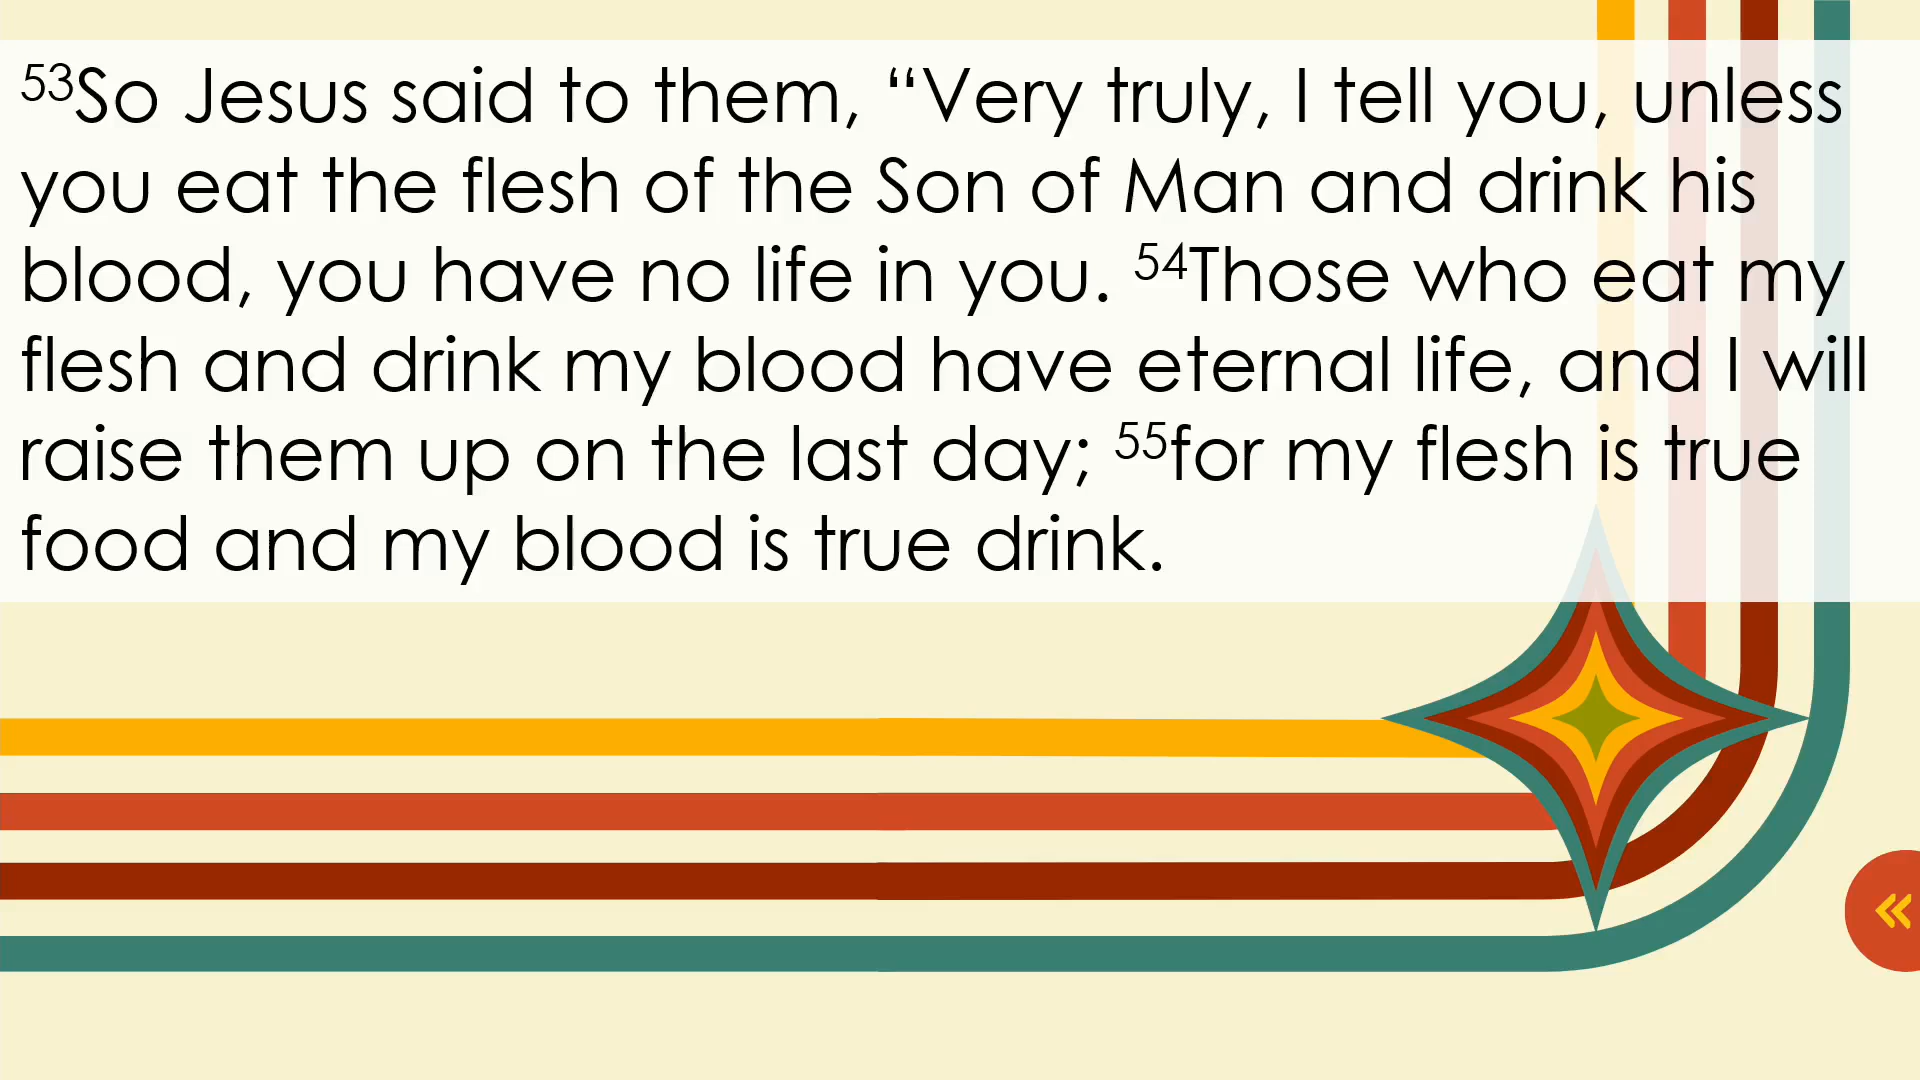 53So Jesus said to them, “Very truly, I tell you, unless
you eat the flesh of the Son of Man and drink his
blood, you have no life in you. 54Those who eat my
flesh and drink my blood have eternal life, and I will
raise them up on the last day; 55for my flesh is true
food and my blood is true drink.